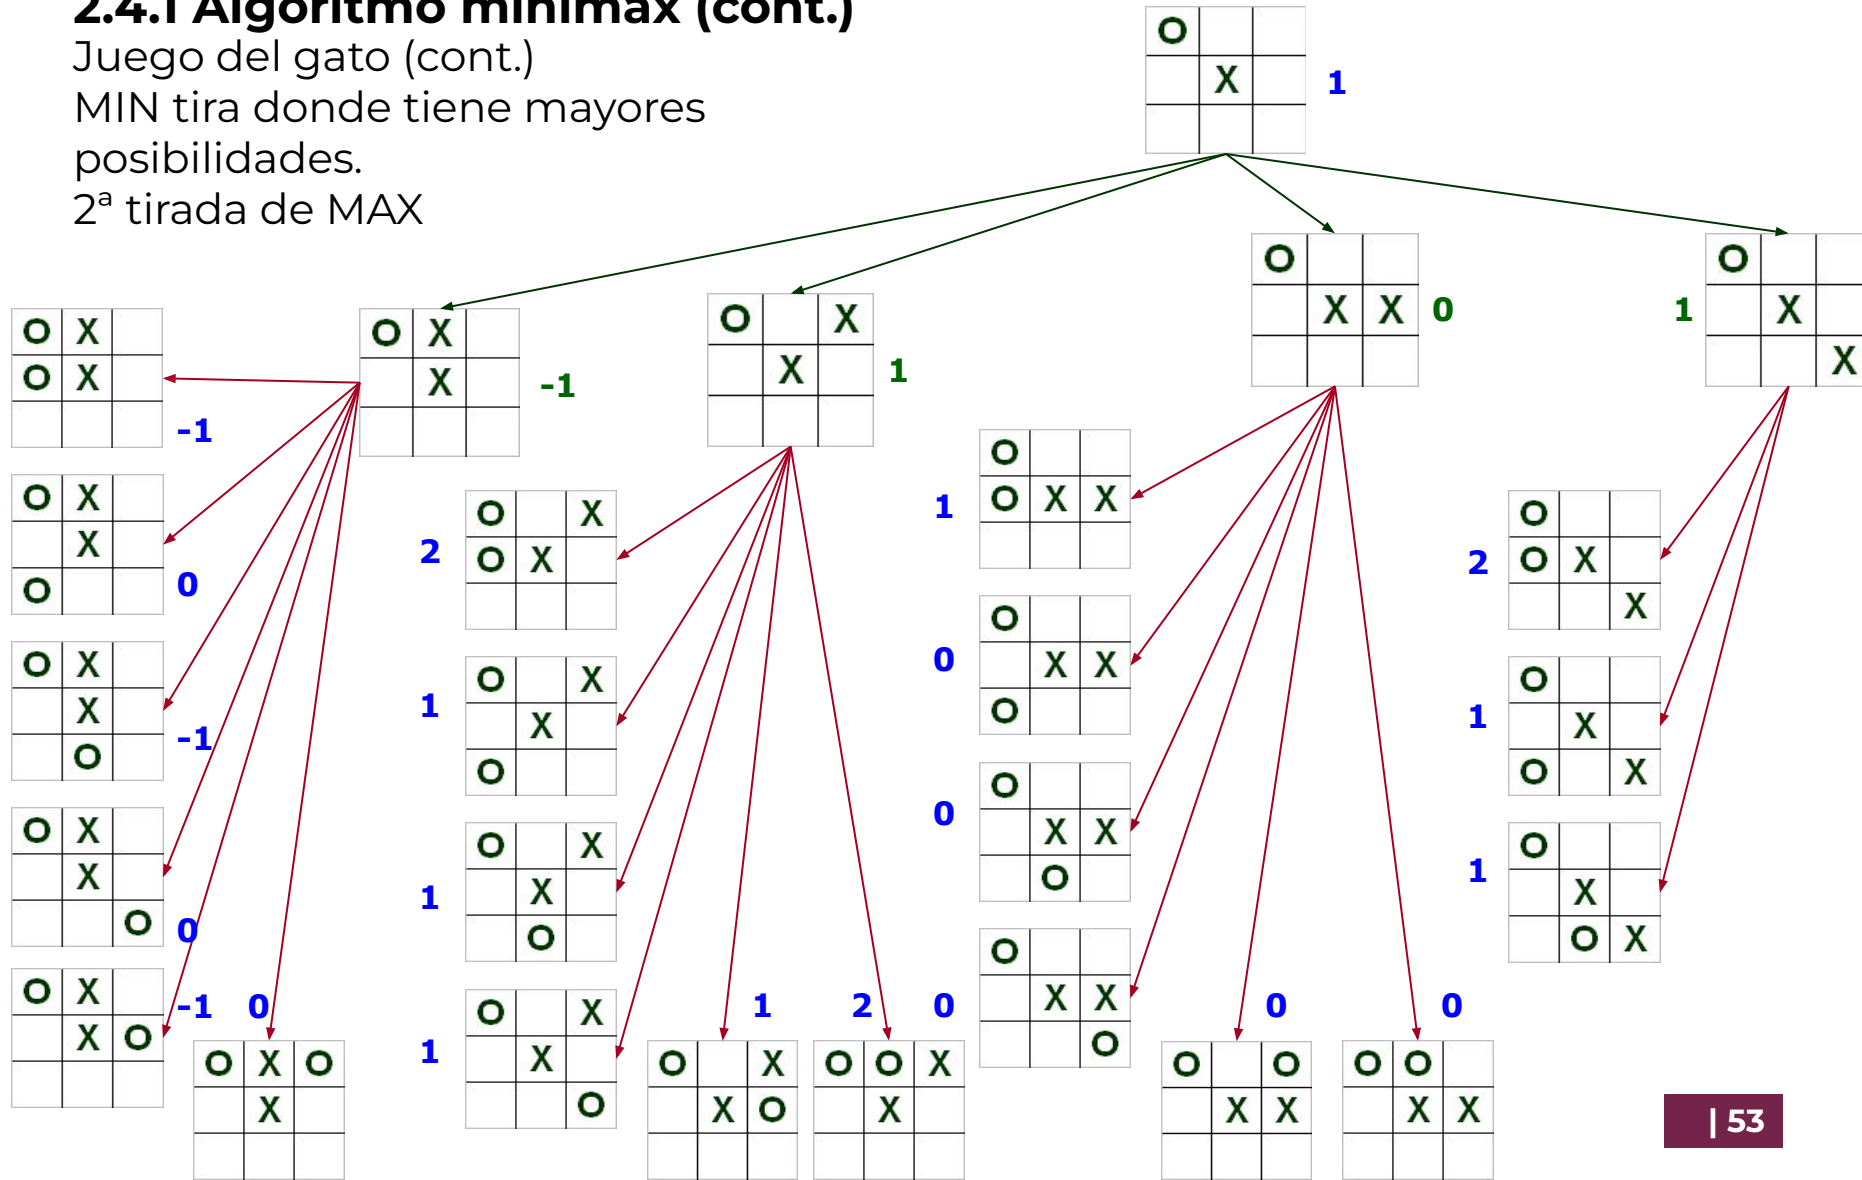 2.4.1 Algoritmo minimax (cont.)
Juego del gato (cont.)
MIN tira donde tiene mayores
posibilidades.
2ª tirada de MAX
O
X
1
O
X X
0
O
X
X
1
O X
X
-1
O X
X
1
O X
O X
-1
O X
X
O
0
O X
X
O
-1
O X
X
O
0
O X
X O
-1
O X O
X
0
O X
O X
2
O X
X
O
1
O X
X
O
1
O X
X
O
1
O X
X O
1
O O X
X
2
O
O X X
1
O
X X
O
0
O
X X
O
0
O
X X
O
0
O O
X X
0
O O
X X
0
O
O X
X
2
O
X
O X
1
O
X
O X
1
| 53